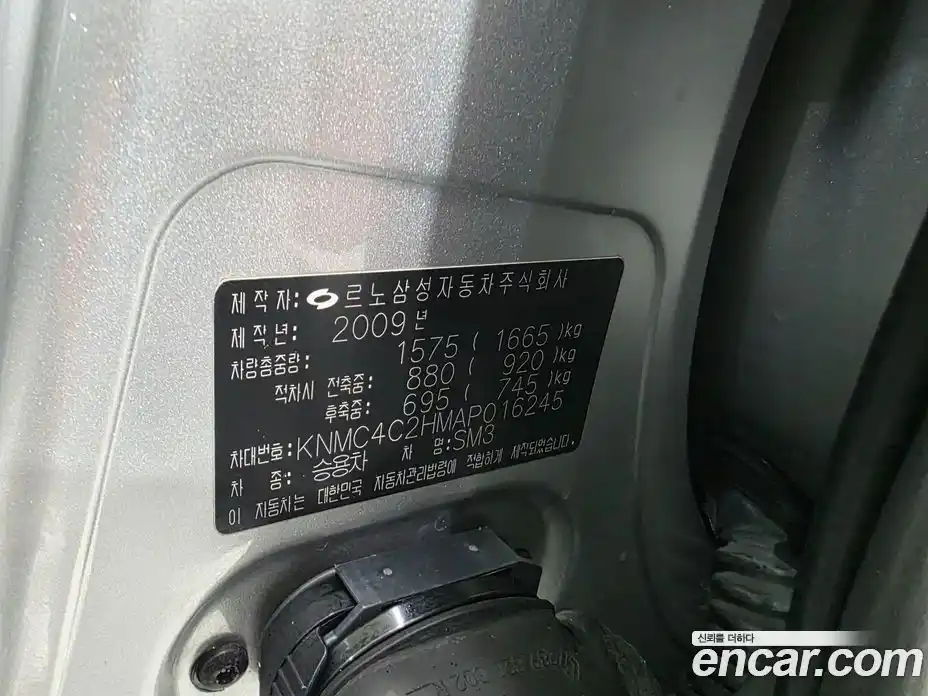 제작자: 르노삼성자동차주식회사
제작년: 2009년
차량총중량: 1575 ( 1665)kg
적차시 전축중: 880 ( 920)kg
후축중: 695 ( 745)kg
차대번호: KNMC4C2HMAP016245
차 종: 승용차 차 명: SM3
이 자동차는 대한민국 자동차관리법령에 적합하게 제작되었습니다.
신뢰를 더하다
encar.com